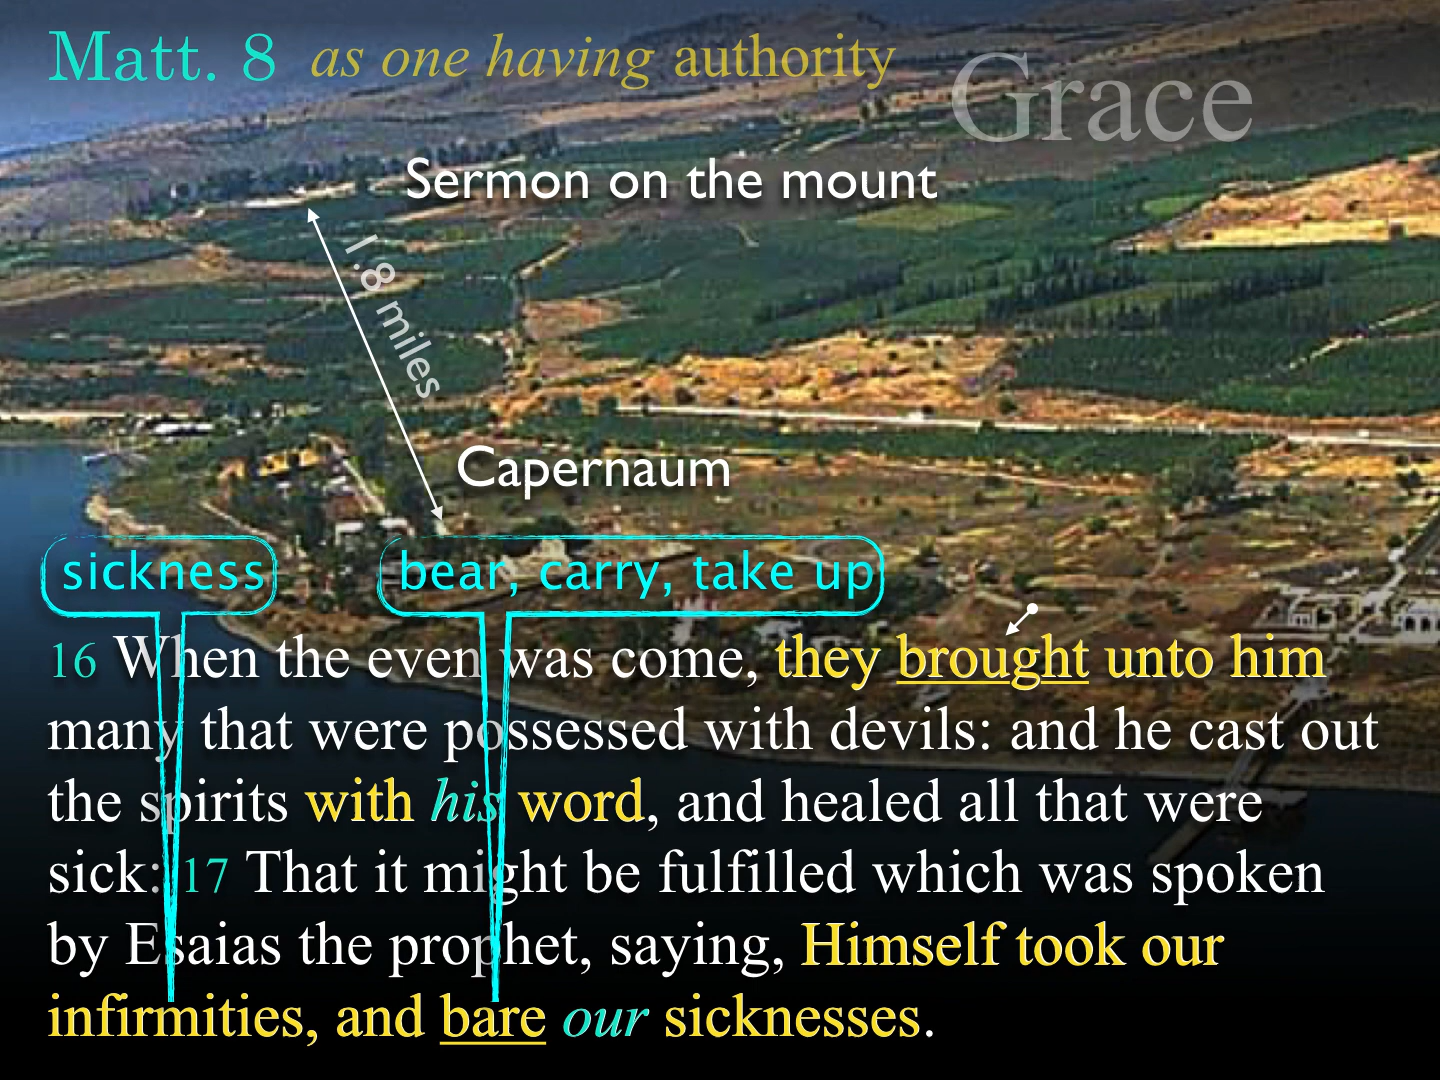 Matt. 8 as one having authority
Grace
Sermon on the mount
1.8 miles
Capernaum
sickness
bear, carry, take up
16 When the even was come, they brought unto him
many that were possessed with devils: and he cast out
the spirits with his word, and healed all that were
sick: 17 That it might be fulfilled which was spoken
by Esaias the prophet, saying, Himself took our
infirmities, and bare our sicknesses.